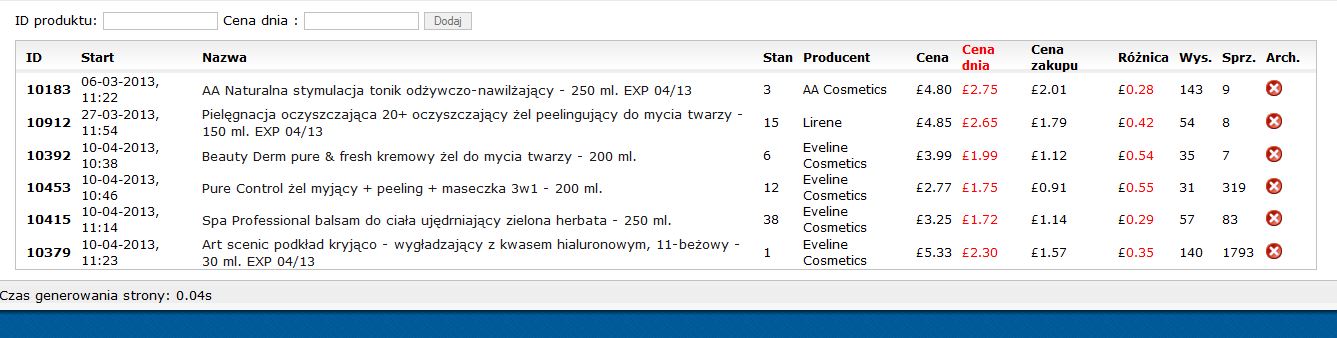 ID produktu: Cena dnia : Dodaj
ID Start Nazwa Stan Producent Cena Cena dnia Cena zakupu Różnica Wys. Sprz. Arch.
10183 06-03-2013, 11:22 AA Naturalna stymulacja tonik odżywczo-nawilżający - 250 ml. EXP 04/13 3 AA Cosmetics £4.80 £2.75 £2.01 £0.28 143 9
10912 27-03-2013, 11:54 Pielęgnacja oczyszczająca 20+ oczyszczający żel peelingujący do mycia twarzy - 150 ml. EXP 04/13 15 Lirene £4.85 £2.65 £1.79 £0.42 54 8
10392 10-04-2013, 10:38 Beauty Derm pure & fresh kremowy żel do mycia twarzy - 200 ml. 6 Eveline Cosmetics £3.99 £1.99 £1.12 £0.54 35 7
10453 10-04-2013, 10:46 Pure Control żel myjący + peeling + maseczka 3w1 - 200 ml. 12 Eveline Cosmetics £2.77 £1.75 £0.91 £0.55 31 319
10415 10-04-2013, 11:14 Spa Professional balsam do ciała ujędrniający zielona herbata - 250 ml. 38 Eveline Cosmetics £3.25 £1.72 £1.14 £0.29 57 83
10379 10-04-2013, 11:23 Art scenic podkład kryjąco - wygładzający z kwasem hialuronowym, 11-beżowy - 30 ml. EXP 04/13 1 Eveline Cosmetics £5.33 £2.30 £1.57 £0.35 140 1793
Czas generowania strony: 0.04s